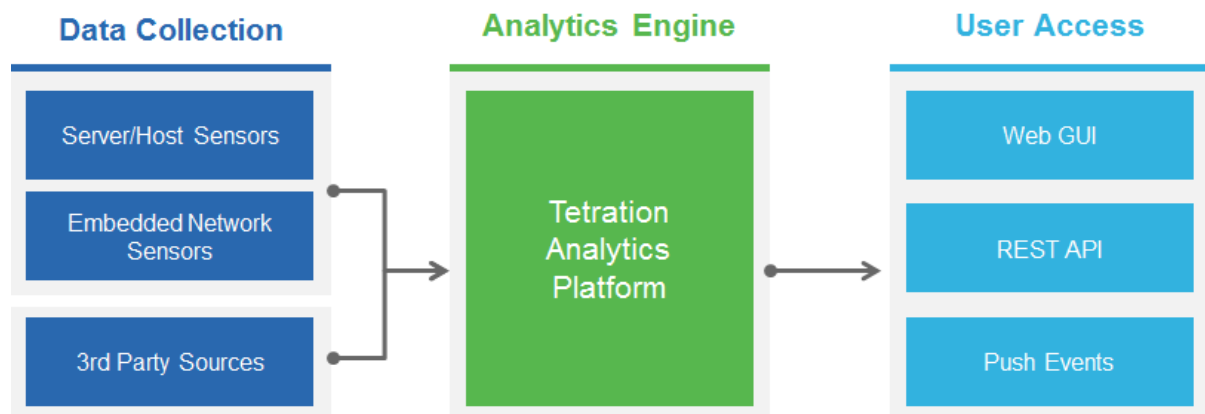 Data Collection
Analytics Engine
User Access
Server/Host Sensors
Embedded Network
Sensors
3rd Party Sources
Tetration
Analytics
Platform
Web GUI
REST API
Push Events